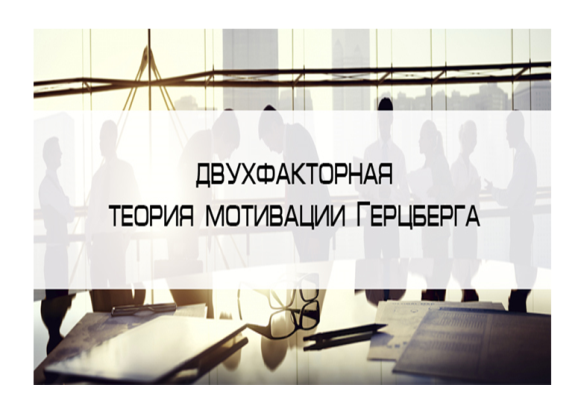 ДВУХФАКТОРНАЯ
ТЕОРИЯ МОТИВАЦИИ ГЕРЦБЕРГА